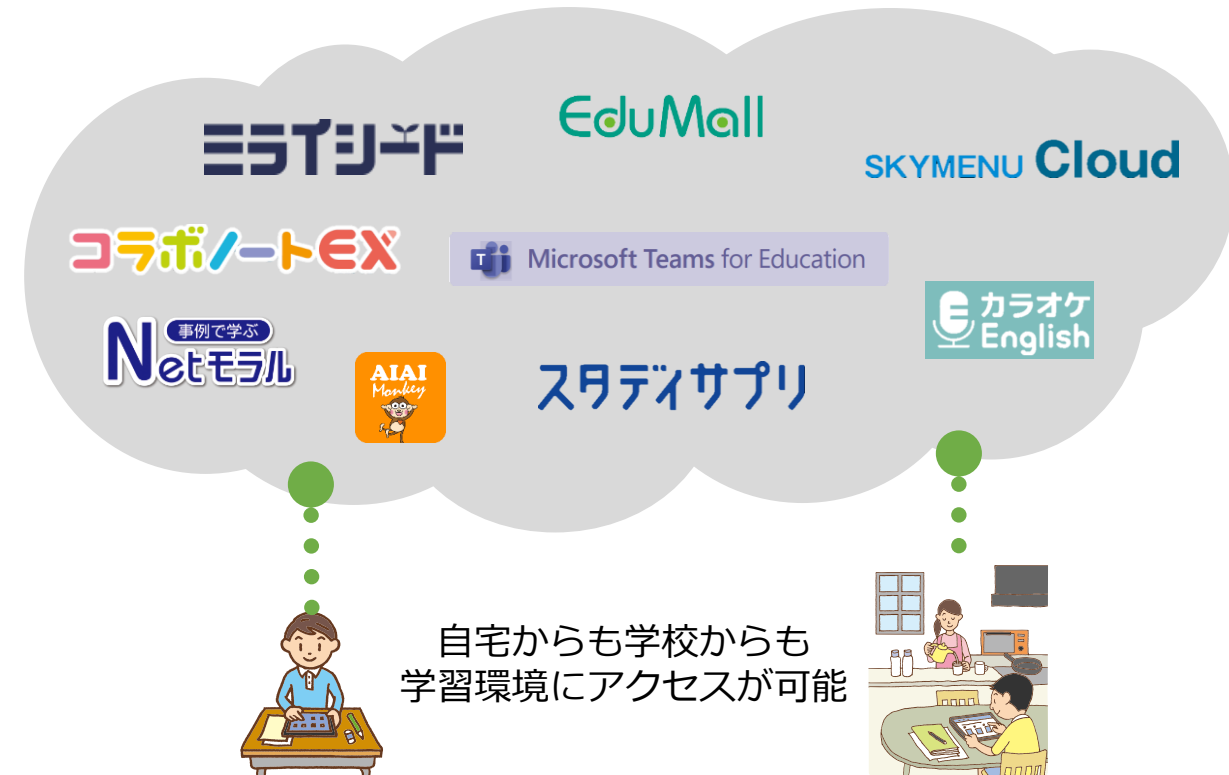 EduMall
ミライシード
SKYMENU Cloud
コラボノートEX
T
Microsoft Teams for Education
カラオケ
English
事例で学ぶ
Netモラル
AIAI
Monkey
スタディサプリ
自宅からも学校からも
学習環境にアクセスが可能